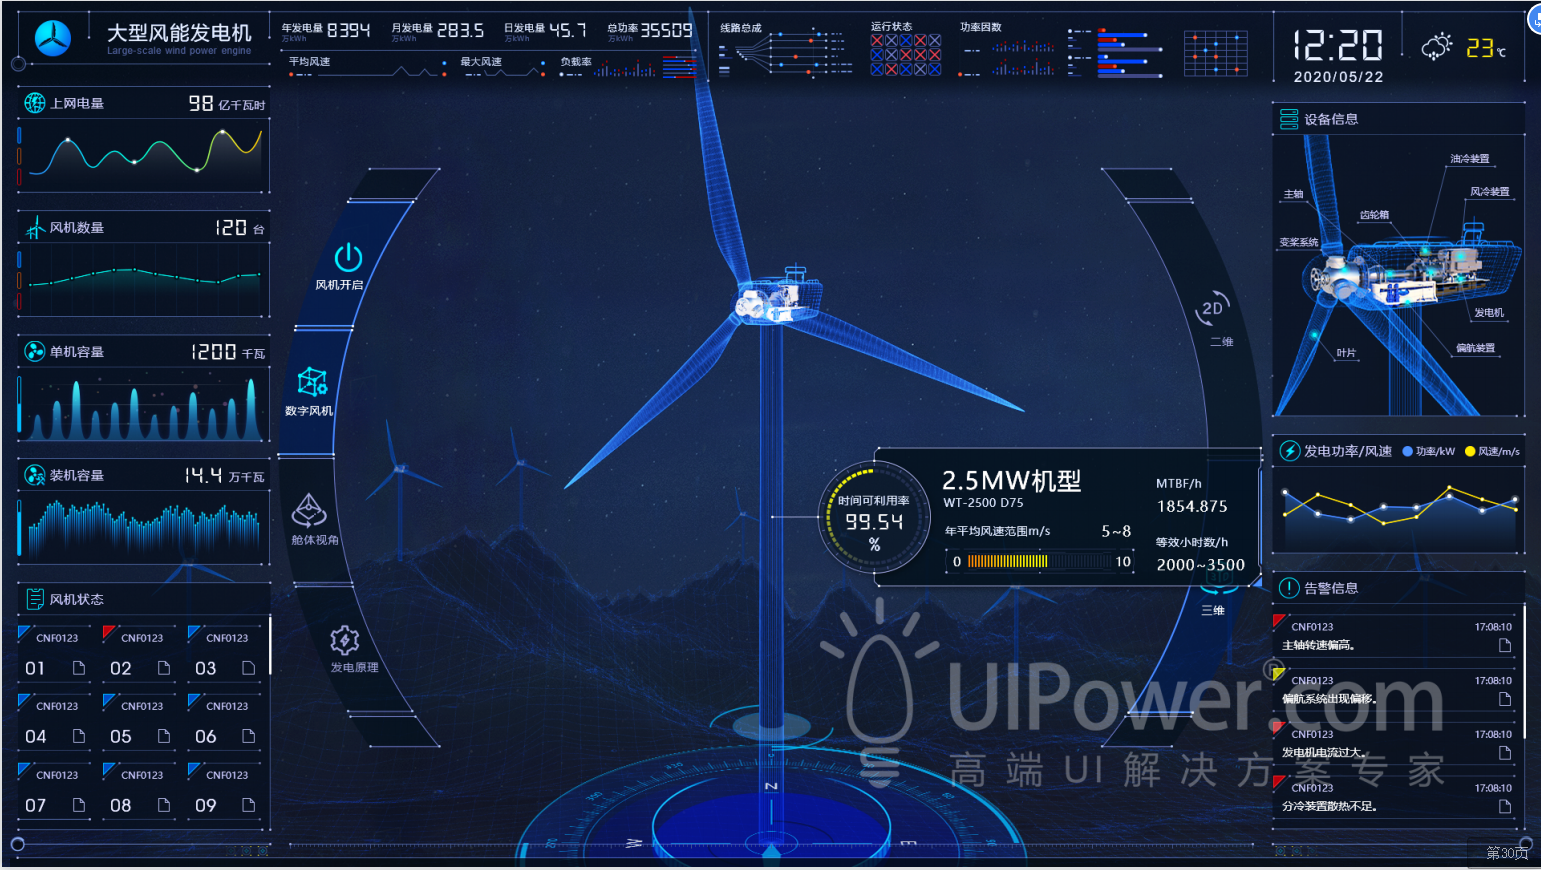 大型风能发电机
Large-scale wind power engine
年发电量 8394
万kWh
月发电量 283.5
万kWh
日发电量 45.7
万kWh
总功率 35509
万kWh
平均风速
最大风速
负载率
线路总成
运行状态
功率因数
12:20
2020/05/22
23℃
上网电量 98 亿千瓦时
风机数量 120 台
单机容量 1200 千瓦
装机容量 14.4 万千瓦
风机状态
CNF0123 CNF0123 CNF0123
01 02 03
CNF0123 CNF0123 CNF0123
04 05 06
CNF0123 CNF0123 CNF0123
07 08 09
风机开启
数字风机
舱体视角
发电原理
2D
二维
三维
时间可利用率
99.54
%
2.5MW机型
WT-2500 D75
年平均风速范围m/s 5~8
0 10
MTBF/h
1854.875
等效小时数/h
2000~3500
N
W
E
设备信息
油冷装置
风冷装置
主轴
齿轮箱
变桨系统
发电机
偏航装置
叶片
发电功率/风速 功率/kW 风速/m/s
告警信息
CNF0123 17:08:10
主轴转速偏高。
CNF0123 17:08:10
偏航系统出现偏移。
CNF0123 17:08:10
发电机电流过大。
CNF0123 17:08:10
分冷装置散热不足。
UIPower®.com
高端UI解决方案专家
第30页